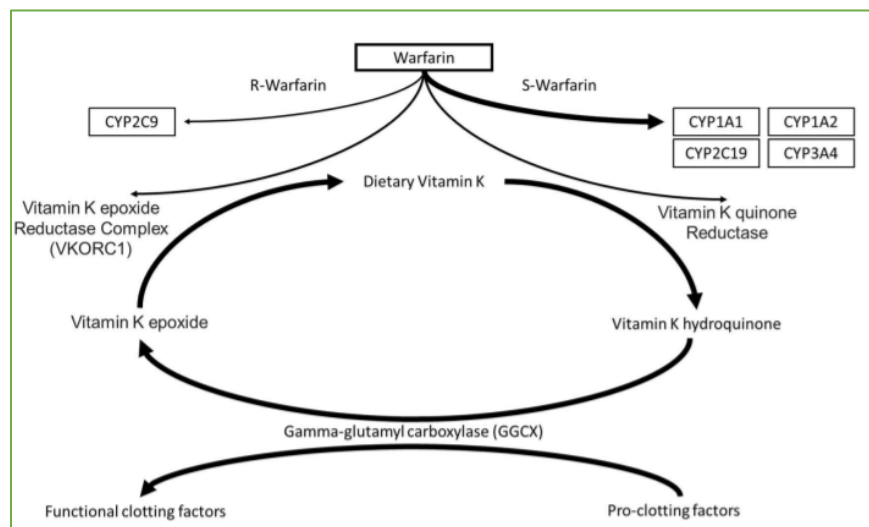 Warfarin
R-Warfarin
S-Warfarin
CYP2C9
CYP1A1
CYP1A2
CYP2C19
CYP3A4
Dietary Vitamin K
Vitamin K epoxide
Reductase Complex
(VKORC1)
Vitamin K quinone
Reductase
Vitamin K epoxide
Vitamin K hydroquinone
Gamma-glutamyl carboxylase (GGCX)
Functional clotting factors
Pro-clotting factors